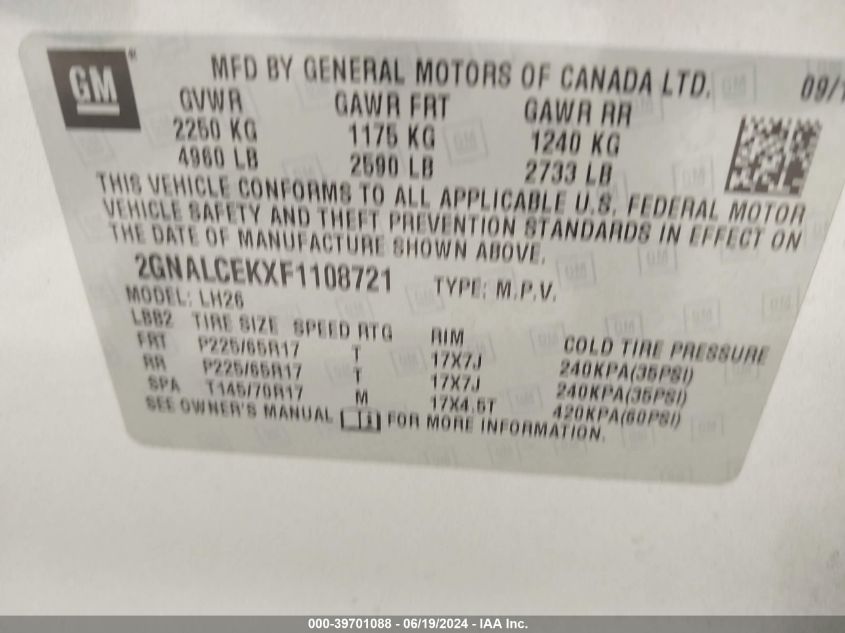 GM
MFD BY GENERAL MOTORS OF CANADA LTD. 09/1
GVWR GAWR FRT GAWR RR
2250 KG 1175 KG 1240 KG
4960 LB 2590 LB 2733 LB
THIS VEHICLE CONFORMS TO ALL APPLICABLE U.S. FEDERAL MOTOR
VEHICLE SAFETY AND THEFT PREVENTION STANDARDS IN EFFECT ON
THE DATE OF MANUFACTURE SHOWN ABOVE.
2GNALCEKXF1108721 TYPE: M.P.V.
MODEL: LH26
LBB2 TIRE SIZE SPEED RTG RIM COLD TIRE PRESSURE
FRT P225/65R17 T 17X7J 240KPA(35PSI)
RR P225/65R17 T 17X7J 240KPA(35PSI)
SPA T145/70R17 M 17X4.5T 420KPA(60PSI)
SEE OWNER'S MANUAL FOR MORE INFORMATION.
000-39701088 - 06/19/2024 - IAA Inc.